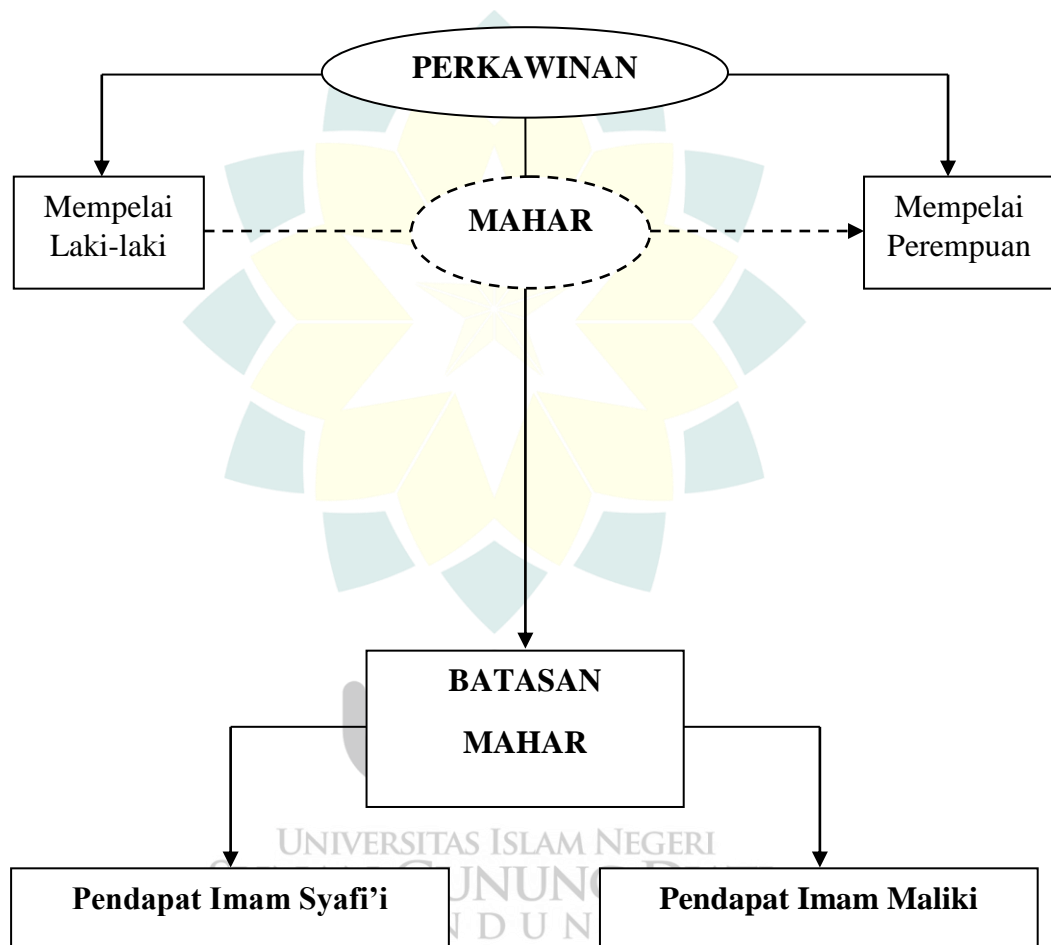 PERKAWINAN
Mempelai
Laki-laki
MAHAR
Mempelai
Perempuan
BATASAN
MAHAR
UNIVERSITAS ISLAM NEGERI
Pendapat Imam Syafi'i
Pendapat Imam Maliki